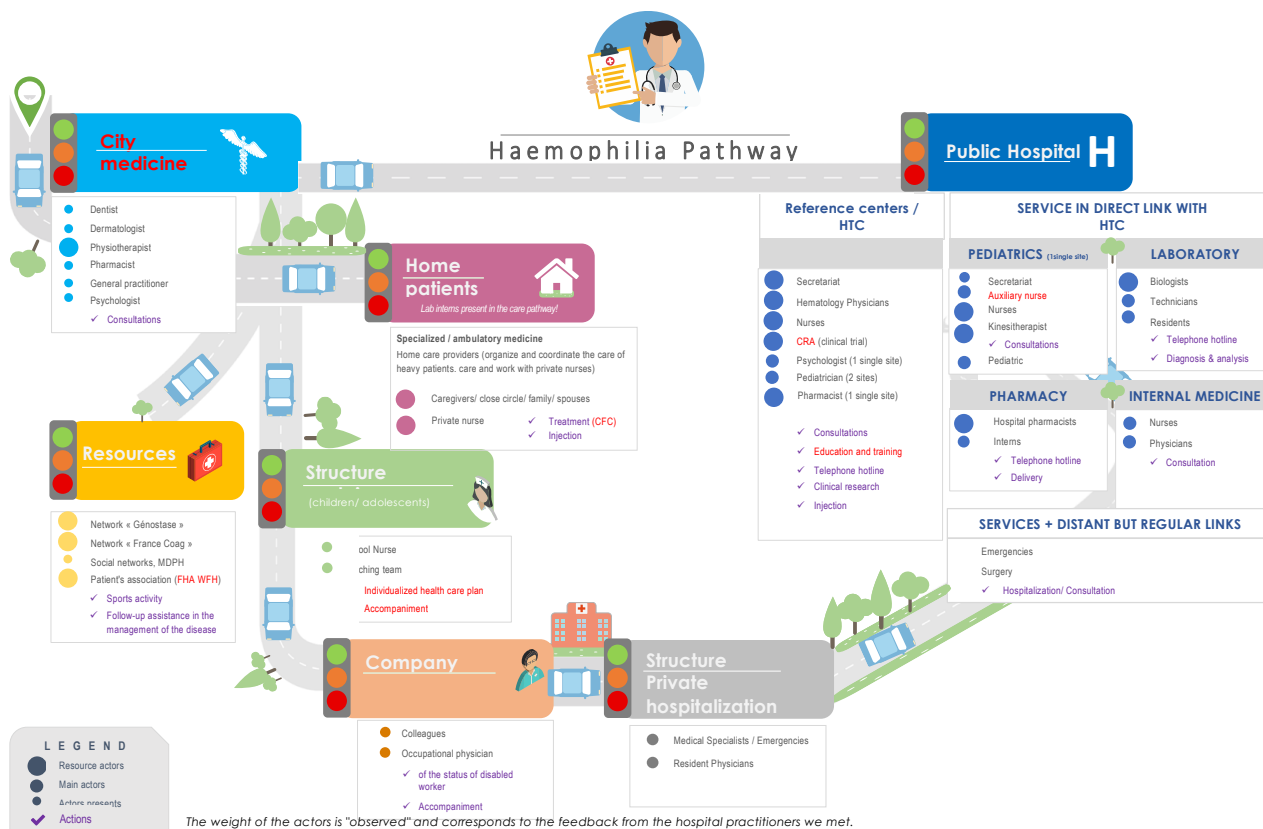 Haemophilia Pathway
City
medicine
Dentist
Dermatologist
Physiotherapist
Pharmacist
General practitioner
Psychologist
✓ Consultations
Home
patients
Lab interns present in the care pathway!
Specialized / ambulatory medicine
Home care providers (organize and coordinate the care of
heavy patients. care and work with private nurses)
Caregivers/ close circle/ family/ spouses
Private nurse
✓ Treatment (CFC)
✓ Injection
Resources
Network « Génostase »
Network « France Coag »
Social networks, MDPH
Patient's association (FHA WFH)
✓ Sports activity
✓ Follow-up assistance in the
management of the disease
Structure
(children/ adolescents)
ool Nurse
ching team
Individualized health care plan
Accompaniment
Company
Colleagues
Occupational physician
✓ of the status of disabled
worker
✓ Accompaniment
Structure
Private
hospitalization
Medical Specialists / Emergencies
Resident Physicians
Public Hospital H
Reference centers /
HTC
Secretariat
Hematology Physicians
Nurses
CRA (clinical trial)
Psychologist (1 single site)
Pediatrician (2 sites)
Pharmacist (1 single site)
✓ Consultations
✓ Education and training
✓ Telephone hotline
✓ Clinical research
✓ Injection
SERVICE IN DIRECT LINK WITH
HTC
PEDIATRICS (1single site)
Secretariat
Auxiliary nurse
Nurses
Kinesitherapist
✓ Consultations
Pediatric
LABORATORY
Biologists
Technicians
Residents
✓ Telephone hotline
✓ Diagnosis & analysis
PHARMACY
Hospital pharmacists
Interns
✓ Telephone hotline
✓ Delivery
INTERNAL MEDICINE
Nurses
Physicians
✓ Consultation
SERVICES + DISTANT BUT REGULAR LINKS
Emergencies
Surgery
✓ Hospitalization/ Consultation
LEGEND
Resource actors
Main actors
Actors presents
✓ Actions
The weight of the actors is "observed" and corresponds to the feedback from the hospital practitioners we met.